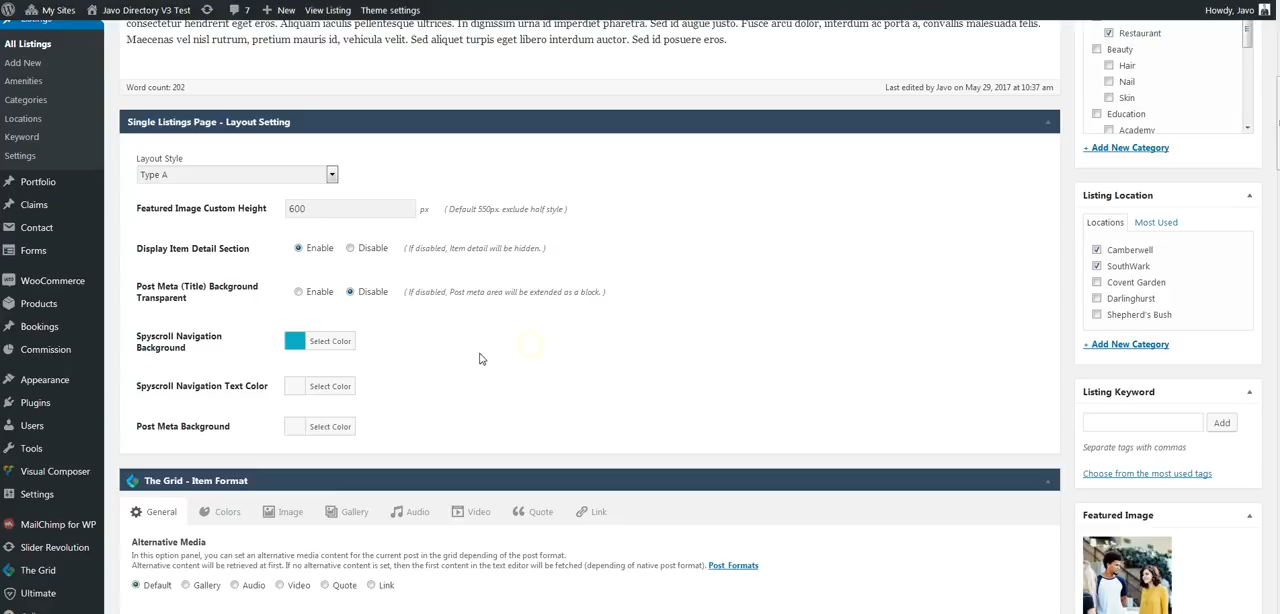 My Sites
Javo Directory V3 Test
7
New
View Listing
Theme settings
Howdy, Javo
All Listings
Add New
Amenities
Categories
Locations
Keyword
Settings
Portfolio
Claims
Contact
Forms
WooCommerce
Products
Bookings
Commission
Appearance
Plugins
Users
Tools
Visual Composer
Settings
MailChimp for WP
Slider Revolution
The Grid
Ultimate
consectetur hendrerit eget eros. Aliquam iaculis pellentesque ultrices. In dignissim urna id imperdiet pharetra. Sed id augue justo. Fusce arcu dolor, interdum ac porta a, convallis malesuada felis.
Maecenas vel nisl rutrum, pretium mauris id, vehicula velit. Sed aliquet turpis eget libero interdum auctor. Sed id posuere eros.
Word count: 202
Last edited by Javo on May 29, 2017 at 10:37 am
Single Listings Page - Layout Setting
Layout Style
Type A
Featured Image Custom Height
600
px
( Default 550px. exclude half style )
Display Item Detail Section
Enable
Disable
( If disabled, Item detail will be hidden. )
Post Meta (Title) Background
Transparent
Enable
Disable
( If disabled, Post meta area will be extended as a block. )
Spyscroll Navigation
Background
Select Color
Spyscroll Navigation Text Color
Select Color
Post Meta Background
Select Color
The Grid - Item Format
General
Colors
Image
Gallery
Audio
Video
Quote
Link
Alternative Media
In this option panel, you can set an alternative media content for the current post in the grid depending of the post format.
Alternative content will be retrieved at first. If no alternative content is set, then the first content in the text editor will be fetched (depending of native post format). Post Formats
Default
Gallery
Audio
Video
Quote
Link
Restaurant
Beauty
Hair
Nail
Skin
Education
Academy
+ Add New Category
Listing Location
Locations
Most Used
Camberwell
SouthWark
Covent Garden
Darlinghurst
Shepherd's Bush
+ Add New Category
Listing Keyword
Add
Separate tags with commas
Choose from the most used tags
Featured Image